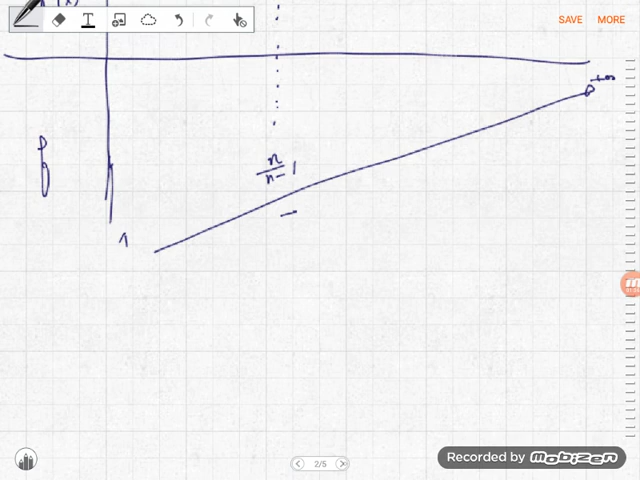 (x)
SAVE
MORE
T
+∞
f
n
n-1
1
2/5
Recorded by Mobizen